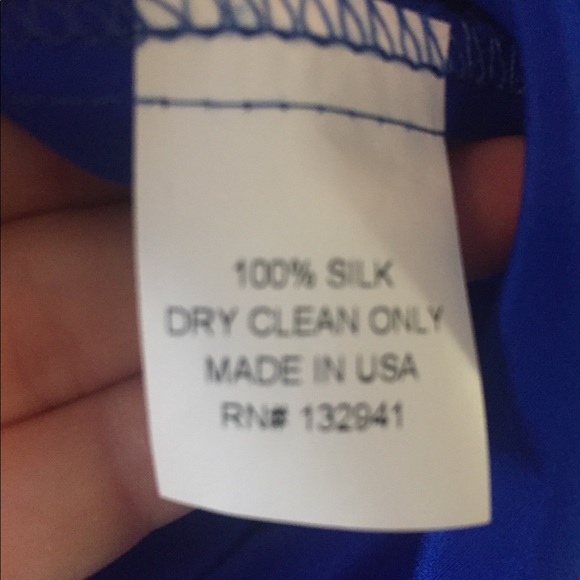 100% SILK
DRY CLEAN ONLY
MADE IN USA
RN# 132941